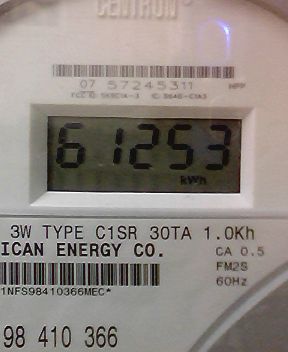 CENTRON
07 57245311 MPP
61253
kWh
3W TYPE C1SR 30TA 1.0Kh
ICAN ENERGY CO. CA 0.5
FM2S
60Hz
1NFS98410366MEC*
98 410 366